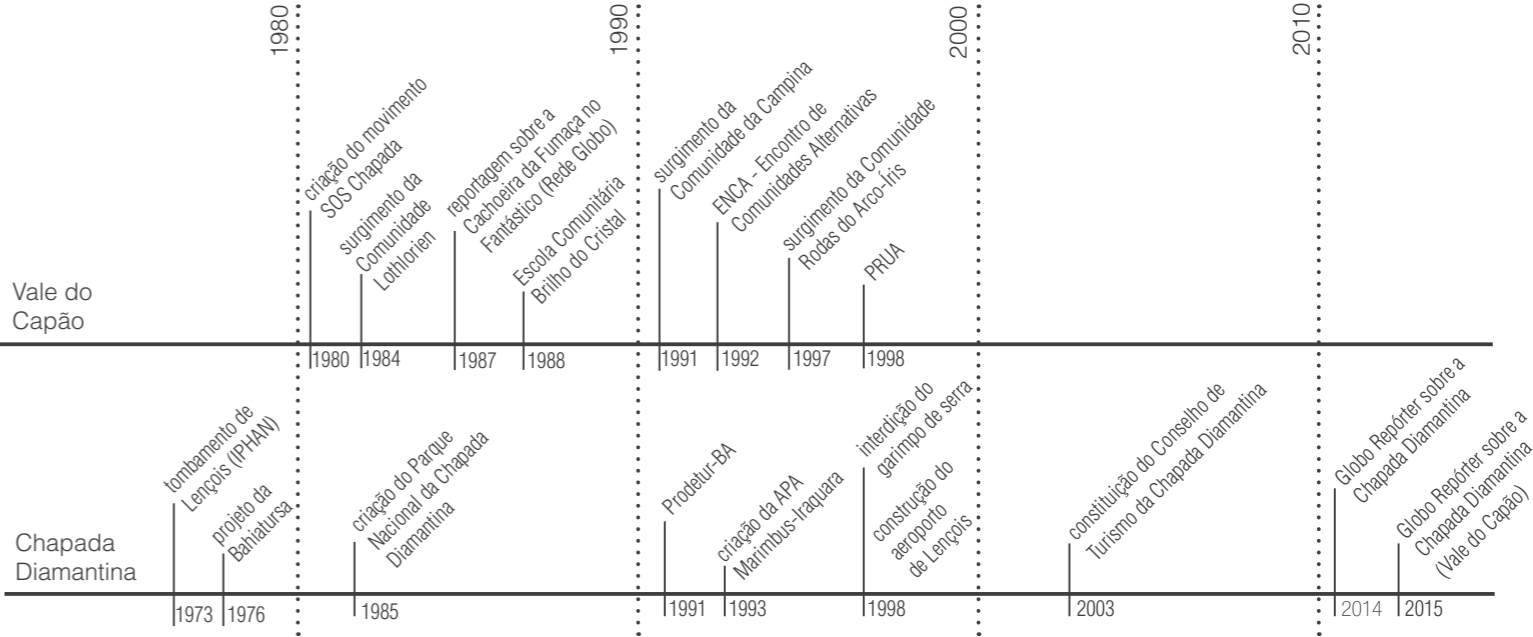 1980
1990
2000
2010
Vale do
Capão
criação do movimento
SOS Chapada
1980
surgimento da
Comunidade
Lothlorien
1984
reportagem sobre a
Cachoeira da Fumaça no
Fantástico (Rede Globo)
1987
Escola Comunitária
Brilho do Cristal
1988
surgimento da
Comunidade da Campina
1991
ENCA - Encontro de
Comunidades Alternativas
1992
surgimento da Comunidade
Rodas do Arco-Íris
1997
PRUA
1998
Chapada
Diamantina
tombamento de
Lençois (IPHAN)
1973
projeto da
Bahiatursa
1976
criação do Parque
Nacional da Chapada
Diamantina
1985
Prodetur-BA
1991
criação da APA
Marimbus-Iraquara
1993
interdição do
garimpo de serra
construção do
aeroporto
de Lençois
1998
constituição do Conselho de
Turismo da Chapada Diamantina
2003
Globo Repórter sobre a
Chapada Diamantina
2014
Globo Repórter sobre a
Chapada Diamantina
(Vale do Capão)
2015